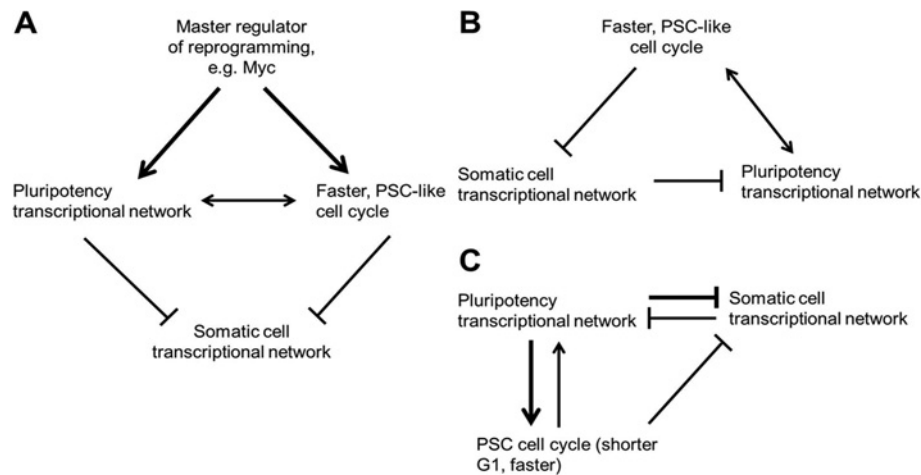 A
Master regulator
of reprogramming,
e.g. Myc
Pluripotency
transcriptional network
Faster, PSC-like
cell cycle
Somatic cell
transcriptional network
B
Faster, PSC-like
cell cycle
Somatic cell
transcriptional network
Pluripotency
transcriptional network
C
Pluripotency
transcriptional network
Somatic cell
transcriptional network
PSC cell cycle (shorter
G1, faster)